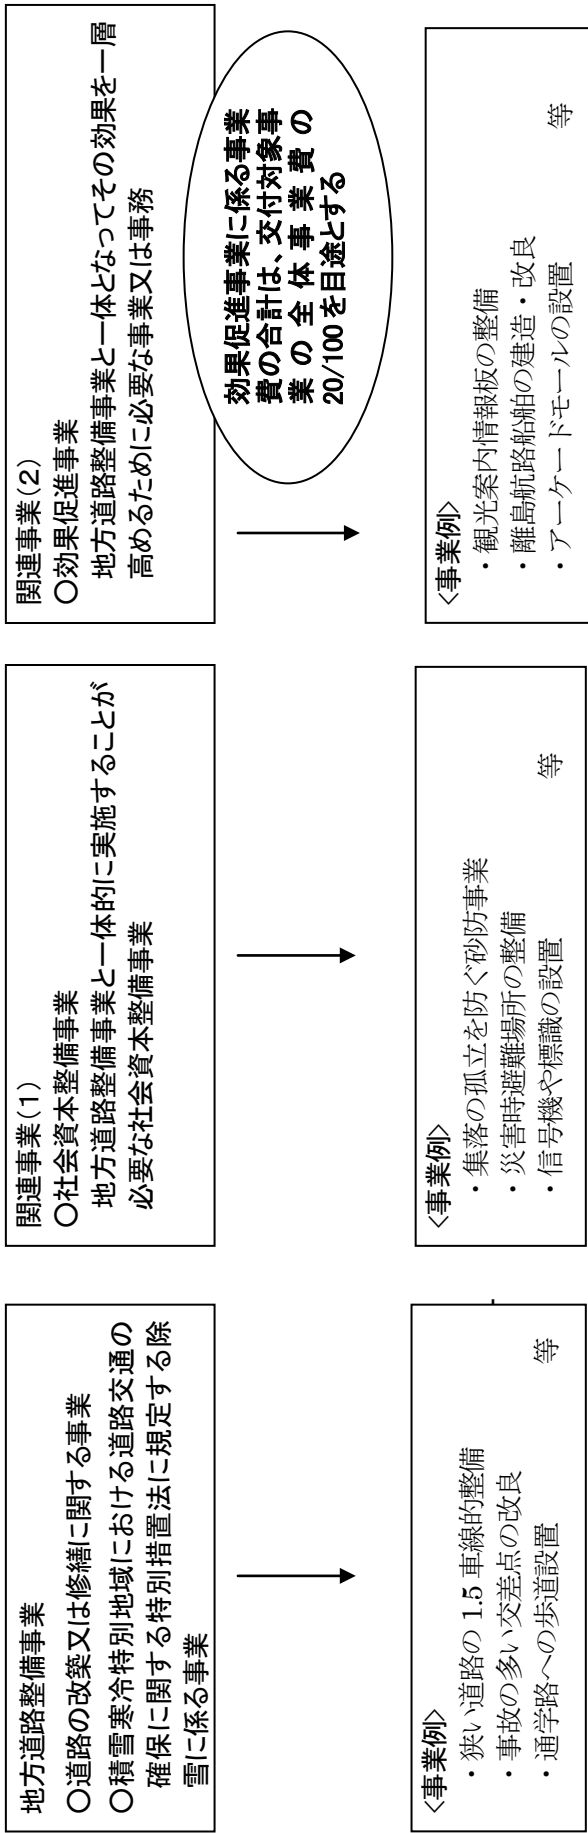 地方道路整備事業
〇道路の改築又は修繕に関する事業
〇積雪寒冷特別地域における道路交通の
確保に関する特別措置法に規定する除
雪に係る事業
<事業例>
・狭い道路の 1.5 車線的整備
・事故の多い交差点の改良
・通学路への歩道設置
等
関連事業(1)
〇社会資本整備事業
地方道路整備事業と一体的に実施することが
必要な社会資本整備事業
<事業例>
・集落の孤立を防ぐ砂防事業
・災害時避難場所の整備
・信号機や標識の設置
等
関連事業(2)
〇効果促進事業
地方道路整備事業と一体となってその効果を一層
高めるために必要な事業又は事務
効果促進事業に係る事業
費の合計は、交付対象事
業の全体事業費の
20/100 を目途とする
<事業例>
・観光案内情報板の整備
・離島航路船舶の建造・改良
・アーケードモールの設置
等